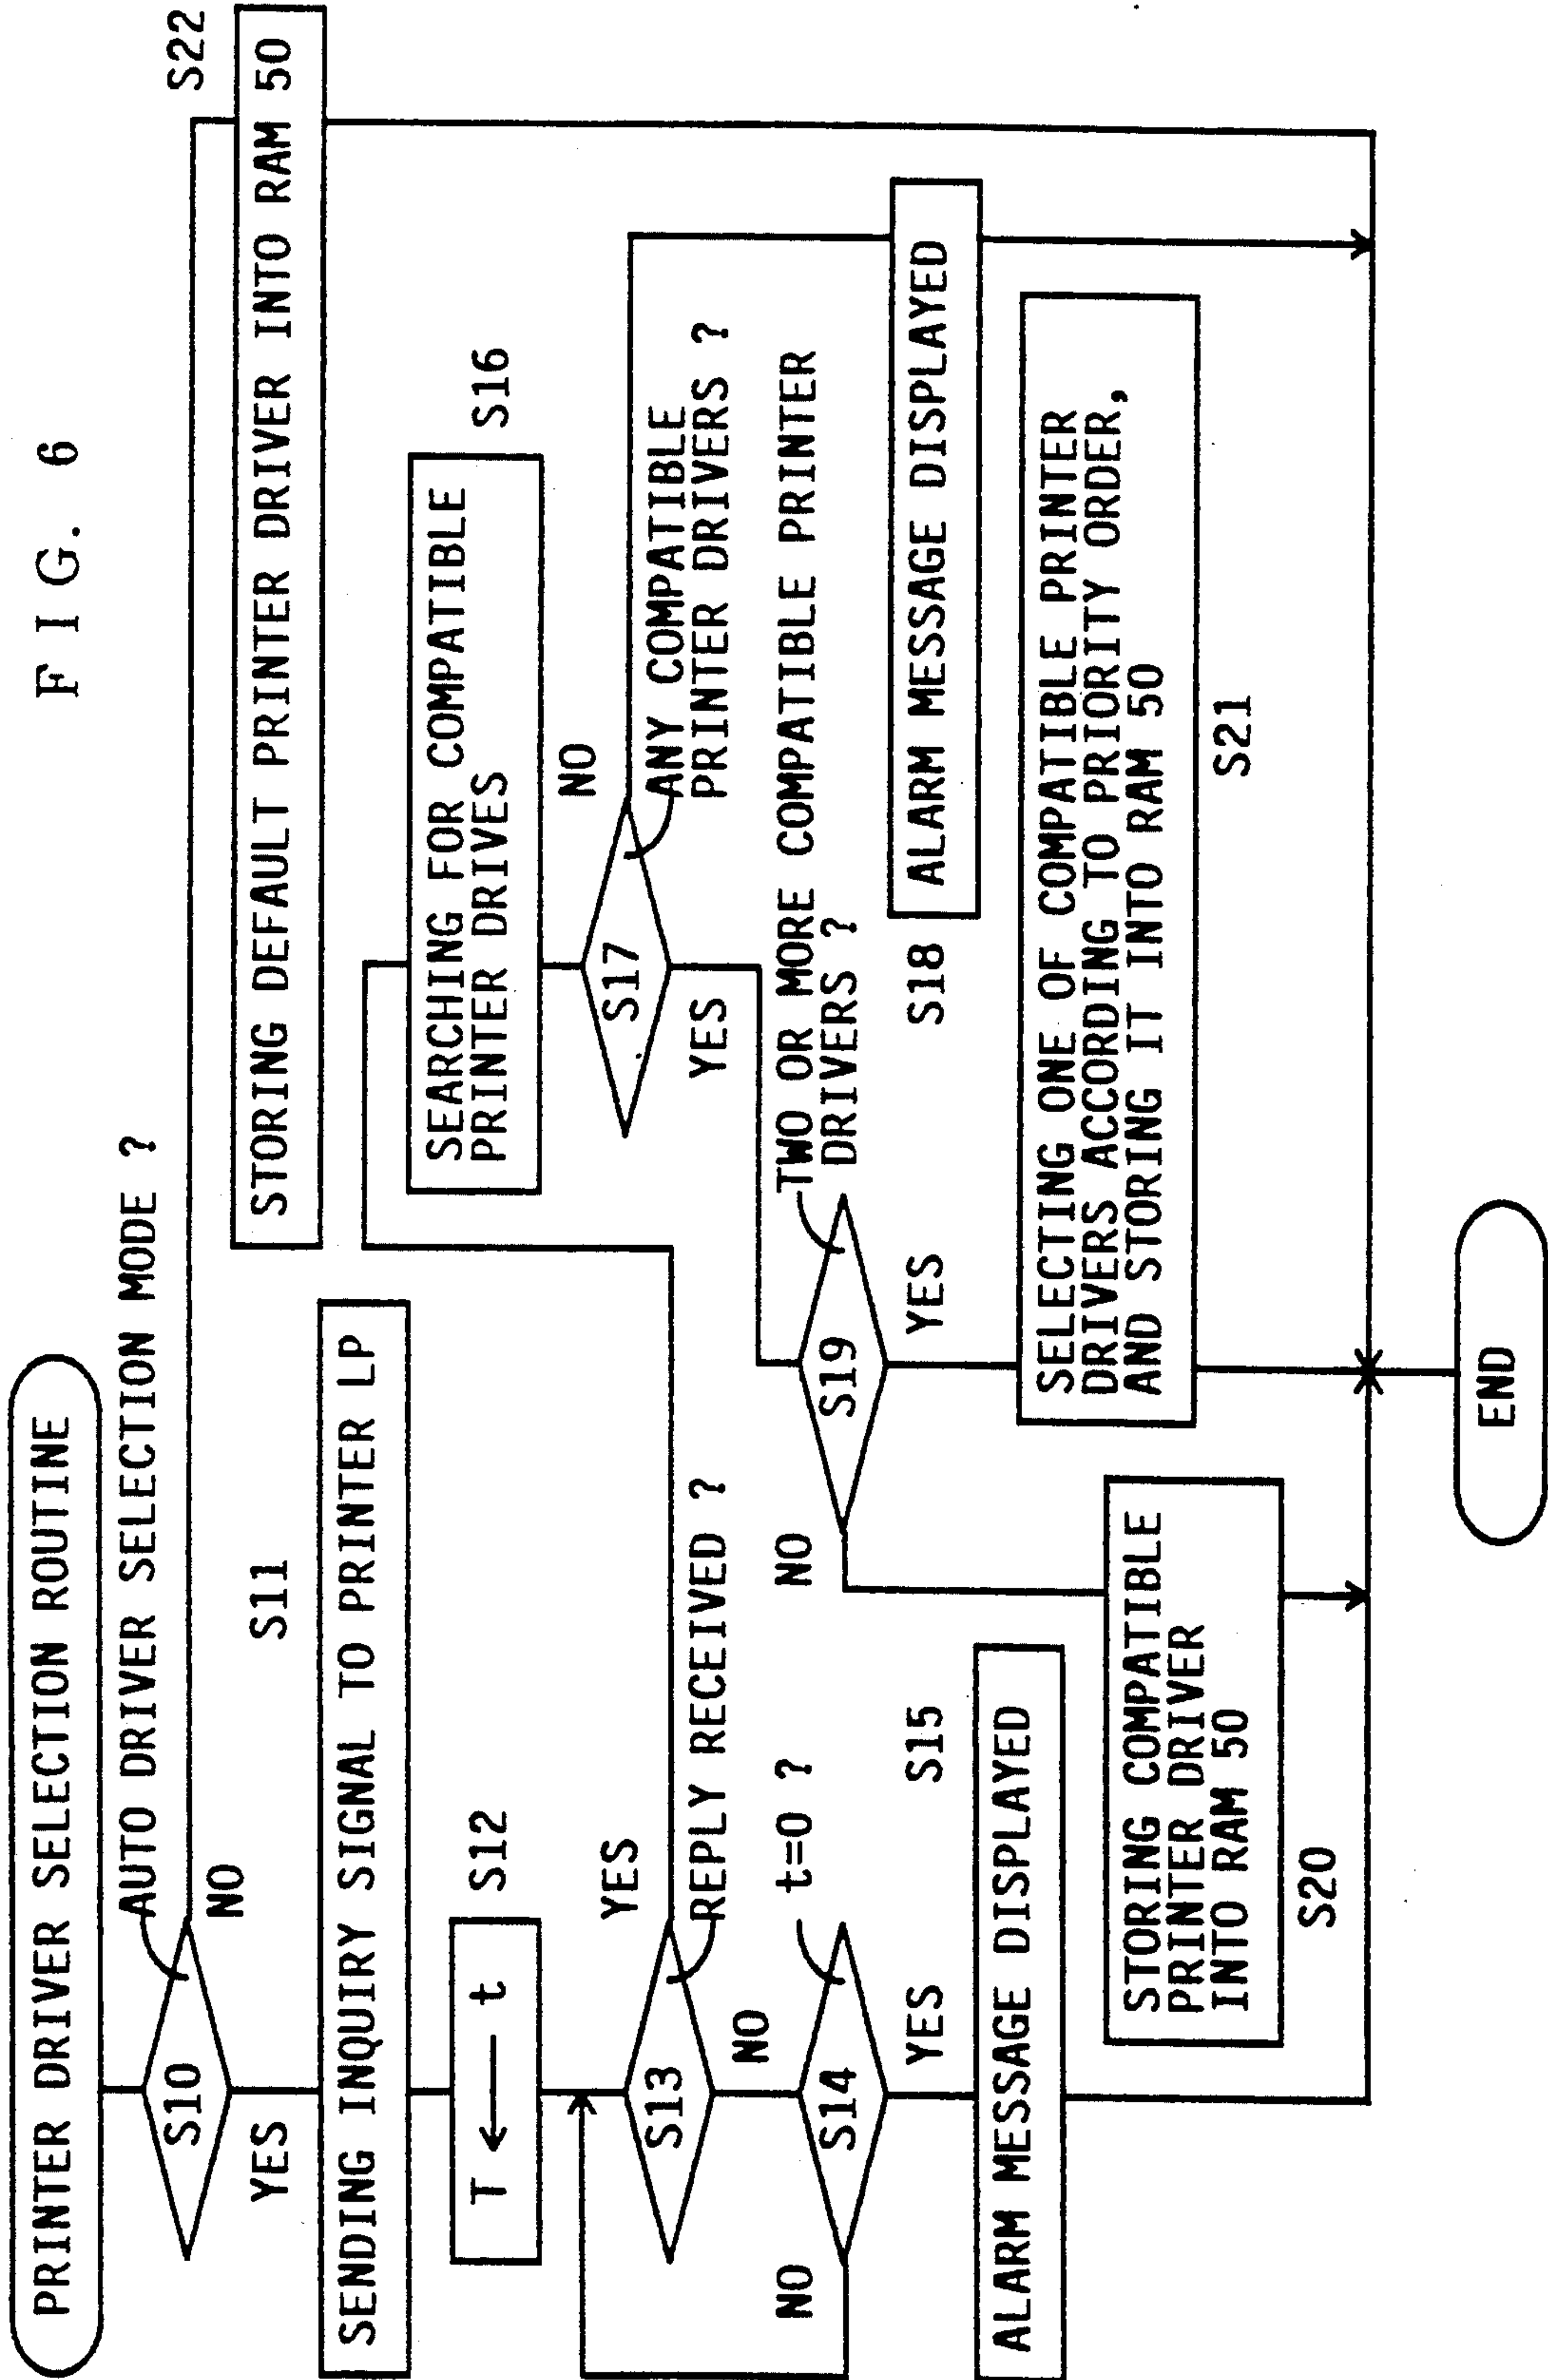 F I G. 6
PRINTER DRIVER SELECTION ROUTINE
AUTO DRIVER SELECTION MODE ?
S10
NO
YES
S22
STORING DEFAULT PRINTER DRIVER INTO RAM 50
S11
SENDING INQUIRY SIGNAL TO PRINTER LP
T ← t
S12
S13
YES
REPLY RECEIVED ?
NO
t=0 ?
S14
NO
YES
S15
ALARM MESSAGE DISPLAYED
S16
SEARCHING FOR COMPATIBLE
PRINTER DRIVES
S17
NO
ANY COMPATIBLE
PRINTER DRIVERS ?
YES
TWO OR MORE COMPATIBLE PRINTER
DRIVERS ?
S18
ALARM MESSAGE DISPLAYED
S19
NO
YES
STORING COMPATIBLE
PRINTER DRIVER
INTO RAM 50
S20
SELECTING ONE OF COMPATIBLE PRINTER
DRIVERS ACCORDING TO PRIORITY ORDER,
AND STORING IT INTO RAM 50
S21
END